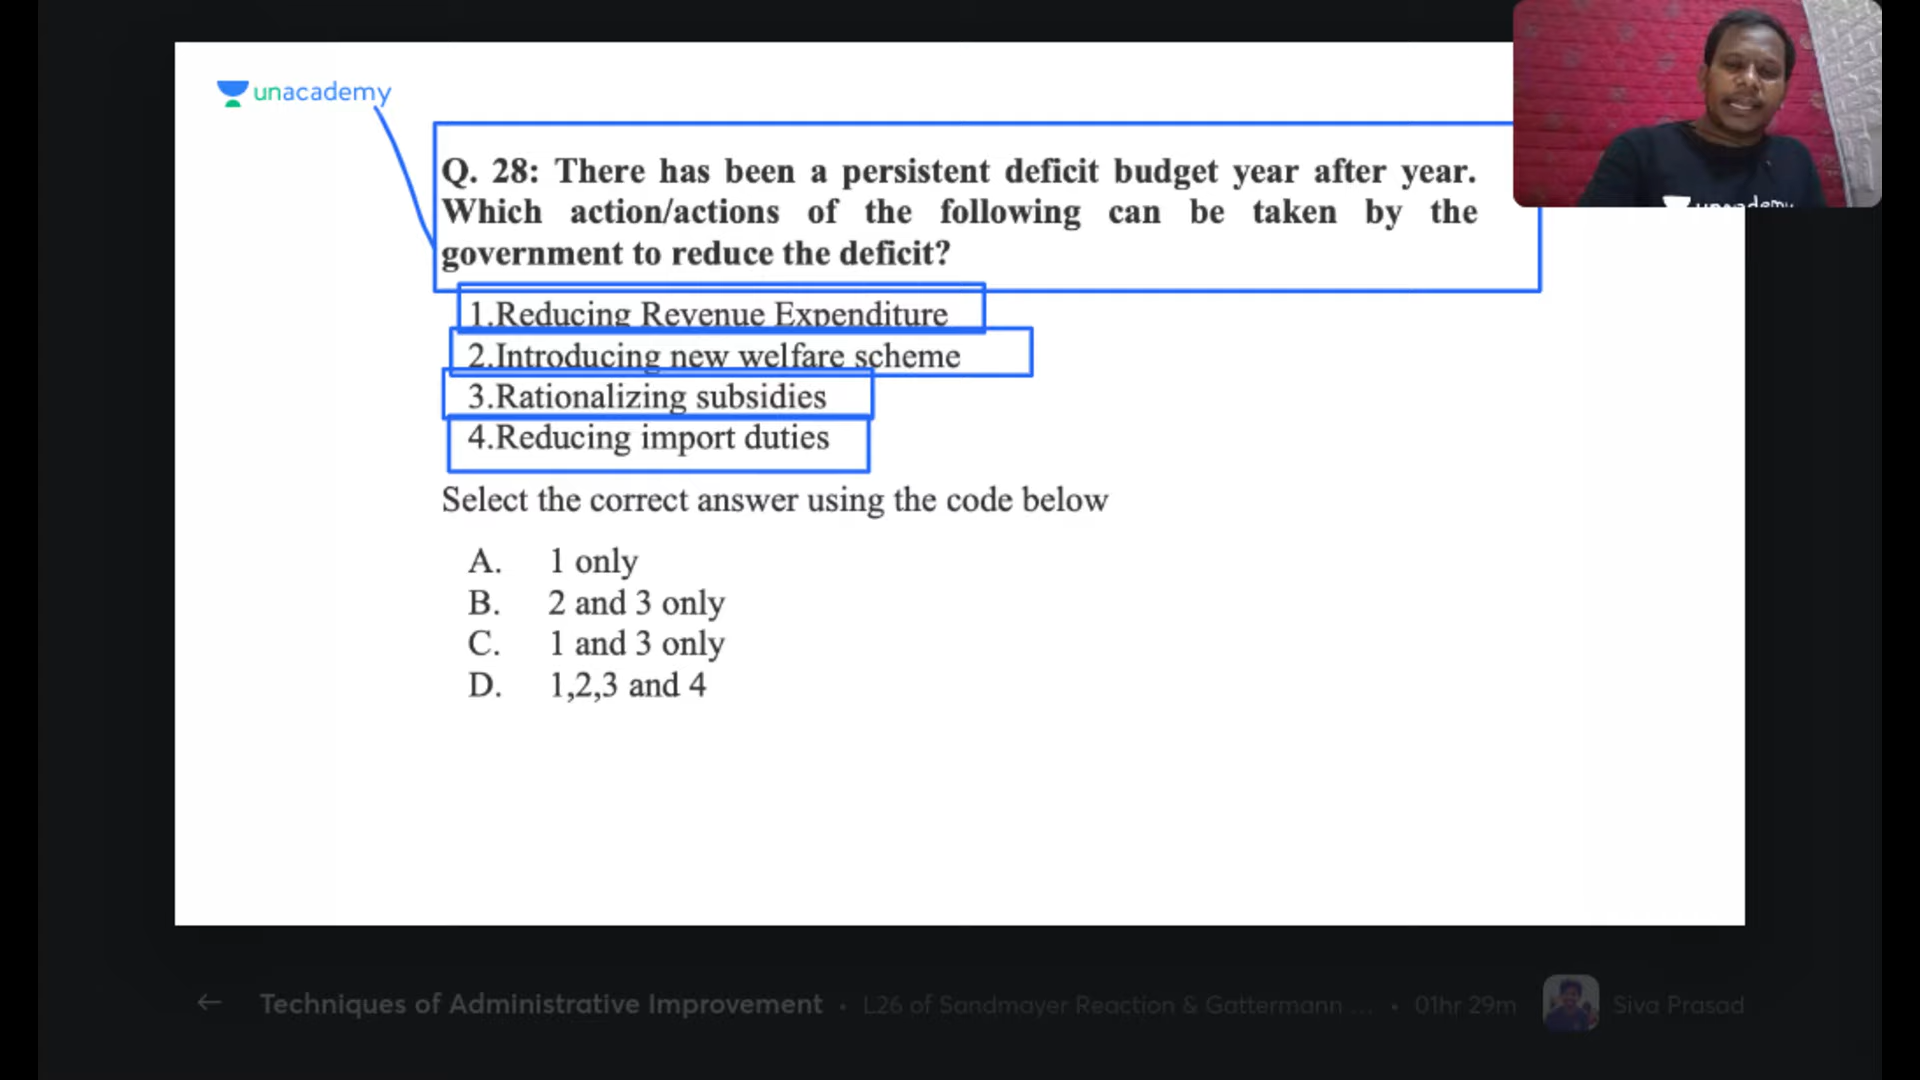 unacademy
Q. 28: There has been a persistent deficit budget year after year.
Which action/actions of the following can be taken by the
government to reduce the deficit?
1.Reducing Revenue Expenditure
2.Introducing new welfare scheme
3.Rationalizing subsidies
4.Reducing import duties
Select the correct answer using the code below
A. 1 only
B. 2 and 3 only
C. 1 and 3 only
D. 1,2,3 and 4
Techniques of Administrative Improvement • L26 of Sandmayer Reaction & Gattermann ... • 01hr 29m Siva Prasad